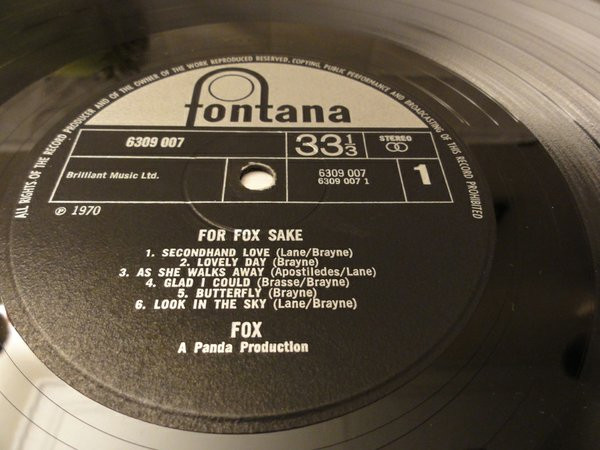 ALL RIGHTS OF THE RECORD PRODUCER AND OF THE OWNER OF THE WORK REPRODUCED RESERVED, COPYING, PUBLIC PERFORMANCE AND BROADCASTING OF THIS RECORD PROHIBITED
fontana
6309 007
33 1/3
STEREO
Brilliant Music Ltd.
6309 007
6309 007 1
1
℗ 1970
FOR FOX SAKE
1. SECONDHAND LOVE (Lane/Brayne)
2. LOVELY DAY (Brayne)
3. AS SHE WALKS AWAY (Apostiledes/Lane)
4. GLAD I COULD (Brasse/Brayne)
5. BUTTERFLY (Brayne)
6. LOOK IN THE SKY (Lane/Brayne)
FOX
A Panda Production